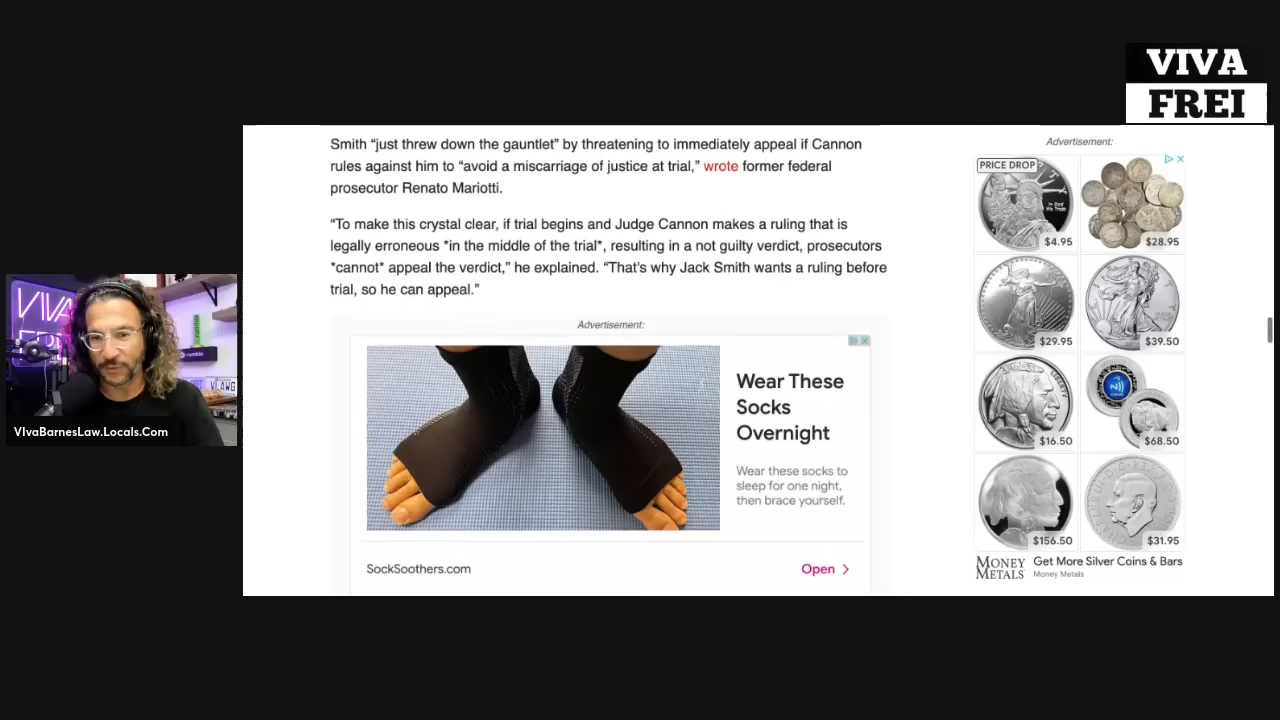 VIVA
FREI
Smith “just threw down the gauntlet” by threatening to immediately appeal if Cannon
rules against him to “avoid a miscarriage of justice at trial,” wrote former federal
prosecutor Renato Mariotti.
“To make this crystal clear, if trial begins and Judge Cannon makes a ruling that is
legally erroneous *in the middle of the trial*, resulting in a not guilty verdict, prosecutors
*cannot* appeal the verdict,” he explained. “That’s why Jack Smith wants a ruling before
trial, so he can appeal.”
Advertisement:
Wear These
Socks
Overnight
Wear these socks to
sleep for one night,
then brace yourself.
SockSoothers.com
Open
Advertisement:
PRICE DROP
$4.95
$28.95
$29.95
$39.50
$16.50
$68.50
$156.50
$31.95
MONEY
METALS
Get More Silver Coins & Bars
Money Metals
VIVA
rumble
VLAWG
VIvaBarnesLaw.Locals.Com